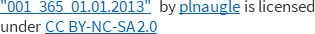 "001_365_01.01.2013" by plnaugle is licensed
under CC BY-NC-SA 2.0